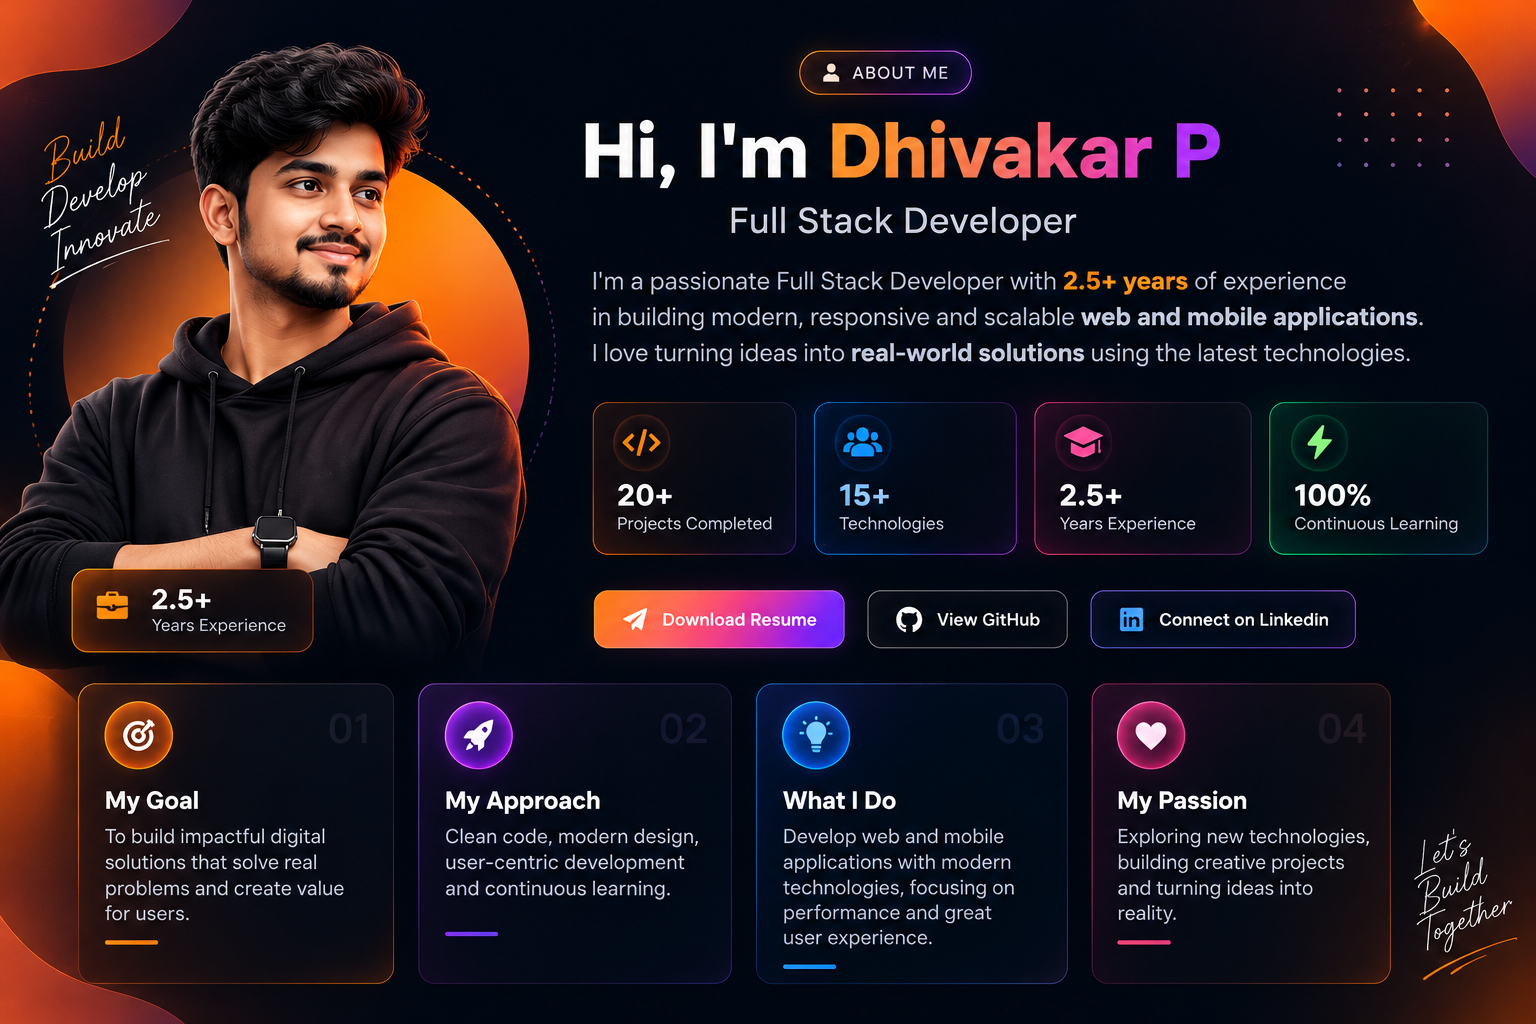 Build
Develop
Innovate
ABOUT ME
Hi, I'm Dhivakar P
Full Stack Developer
I'm a passionate Full Stack Developer with 2.5+ years of experience
in building modern, responsive and scalable web and mobile applications.
I love turning ideas into real-world solutions using the latest technologies.
20+
Projects Completed
15+
Technologies
2.5+
Years Experience
100%
Continuous Learning
2.5+
Years Experience
Download Resume
View GitHub
in
Connect on Linkedin
01
My Goal
To build impactful digital
solutions that solve real
problems and create value
for users.
02
My Approach
Clean code, modern design,
user-centric development
and continuous learning.
03
What I Do
Develop web and mobile
applications with modern
technologies, focusing on
performance and great
user experience.
04
My Passion
Exploring new technologies,
building creative projects
and turning ideas into
reality.
Let's
Build
Together